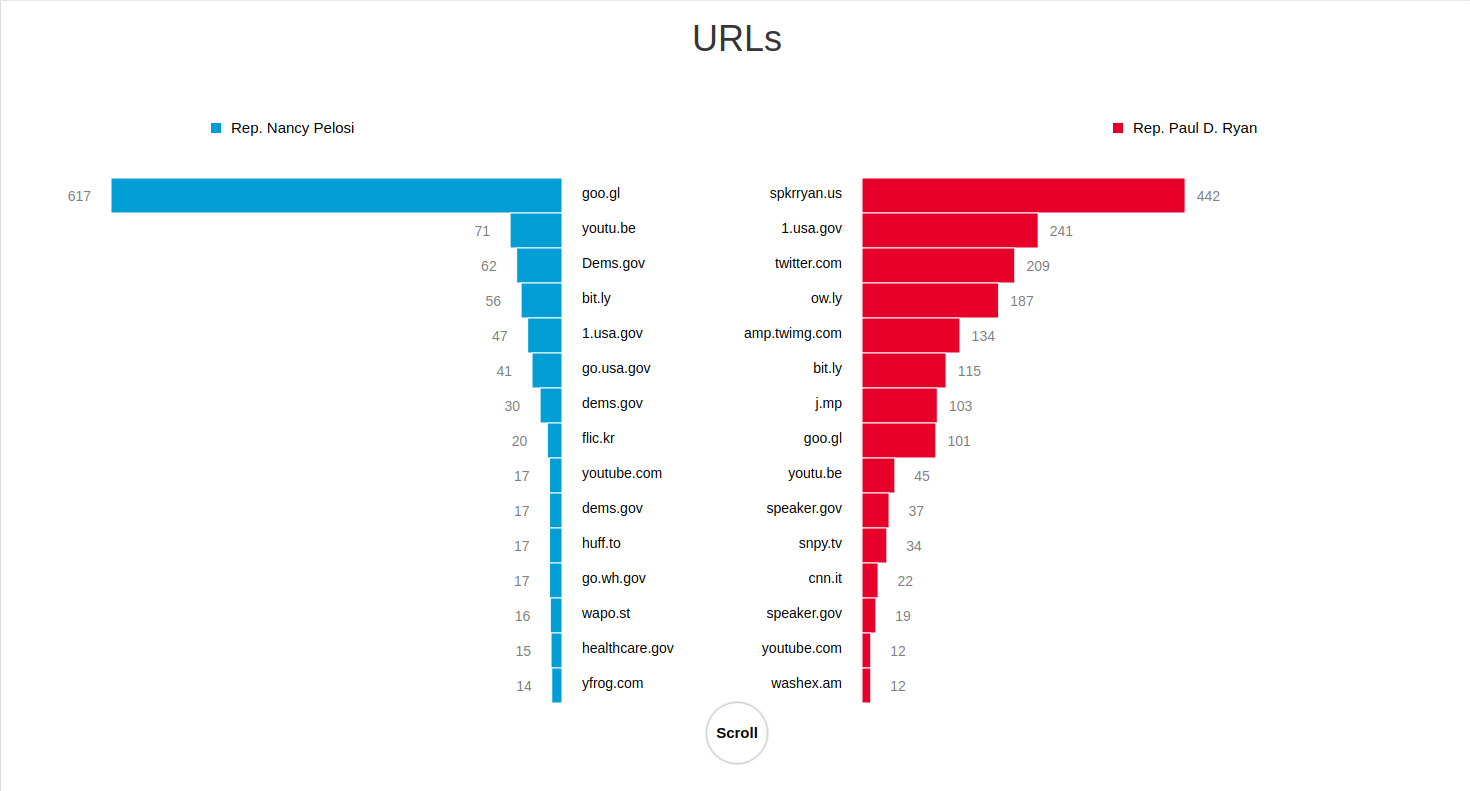 URLs
Rep. Nancy Pelosi
Rep. Paul D. Ryan
617 goo.gl spkrryan.us 442
71 youtu.be 1.usa.gov 241
62 Dems.gov twitter.com 209
56 bit.ly ow.ly 187
47 1.usa.gov amp.twimg.com 134
41 go.usa.gov bit.ly 115
30 dems.gov j.mp 103
20 flic.kr goo.gl 101
17 youtube.com youtu.be 45
17 dems.gov speaker.gov 37
17 huff.to snpy.tv 34
17 go.wh.gov cnn.it 22
16 wapo.st speaker.gov 19
15 healthcare.gov youtube.com 12
14 yfrog.com washex.am 12
Scroll